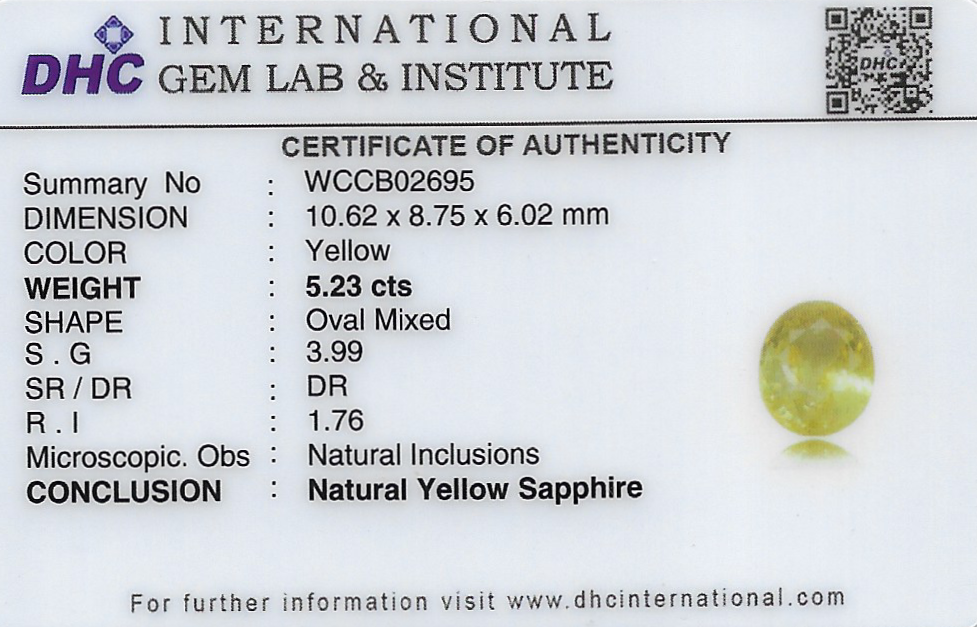 DHC INTERNATIONAL
GEM LAB & INSTITUTE
DHC
CERTIFICATE OF AUTHENTICITY
Summary No : WCCB02695
DIMENSION : 10.62 x 8.75 x 6.02 mm
COLOR : Yellow
WEIGHT : 5.23 cts
SHAPE : Oval Mixed
S . G : 3.99
SR / DR : DR
R . I : 1.76
Microscopic. Obs : Natural Inclusions
CONCLUSION : Natural Yellow Sapphire
For further information visit www.dhcinternational.com